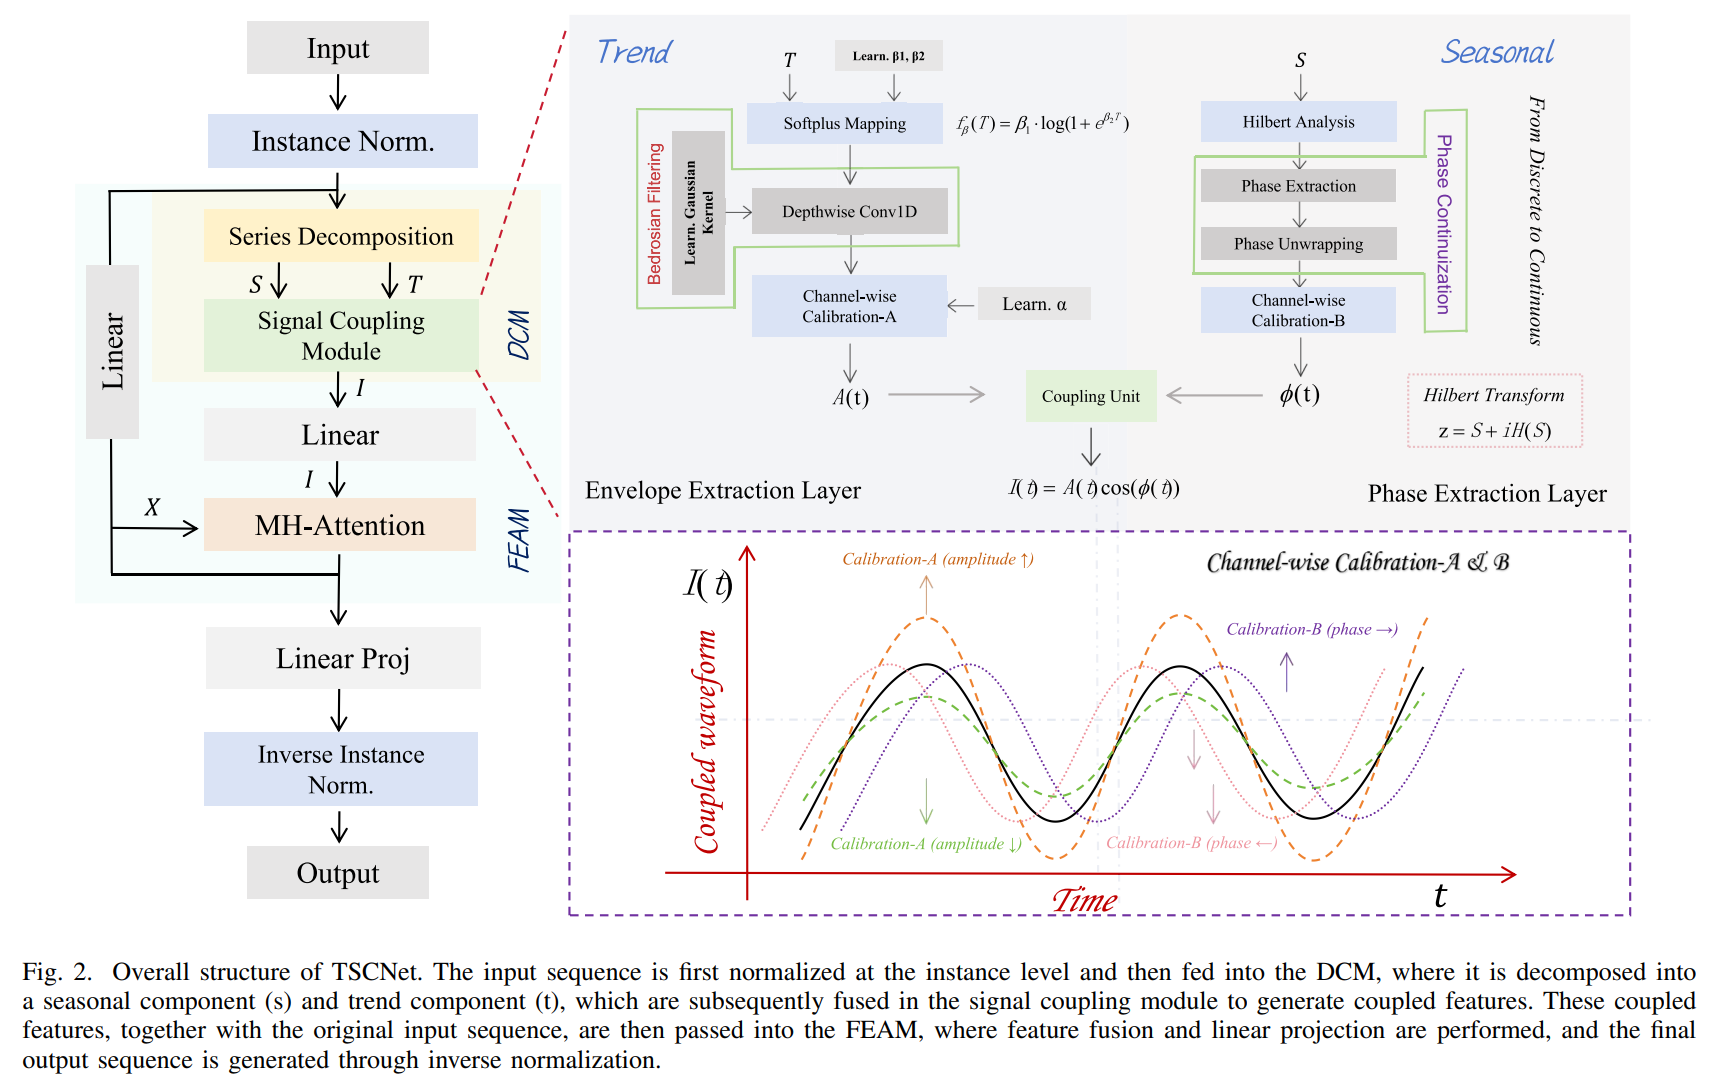 Input
Instance Norm.
Series Decomposition
S
T
Signal Coupling
Module
DCM
I
Linear
Linear
I
X
MH-Attention
FEAM
Linear Proj
Inverse Instance
Norm.
Output
Trend
T
Learn. β1, β2
Softplus Mapping
f_β(T) = β₁ · log(1 + e^{β₂T})
Bedrosian Filtering
Learn. Gaussian
Kernel
Depthwise Conv1D
Channel-wise
Calibration-A
Learn. α
A(t)
Envelope Extraction Layer
Seasonal
S
Hilbert Analysis
Phase Extraction
Phase Unwrapping
Phase Continuization
From Discrete to Continuous
Channel-wise
Calibration-B
ϕ(t)
Hilbert Transform
z = S + iH(S)
Coupling Unit
I(t) = A(t)cos(ϕ(t))
Phase Extraction Layer
Channel-wise Calibration-A & B
I(t)
Coupled waveform
Calibration-A (amplitude ↑)
Calibration-B (phase →)
Calibration-A (amplitude ↓)
Calibration-B (phase ←)
Time
t
Fig. 2. Overall structure of TSCNet. The input sequence is first normalized at the instance level and then fed into the DCM, where it is decomposed into
a seasonal component (s) and trend component (t), which are subsequently fused in the signal coupling module to generate coupled features. These coupled
features, together with the original input sequence, are then passed into the FEAM, where feature fusion and linear projection are performed, and the final
output sequence is generated through inverse normalization.